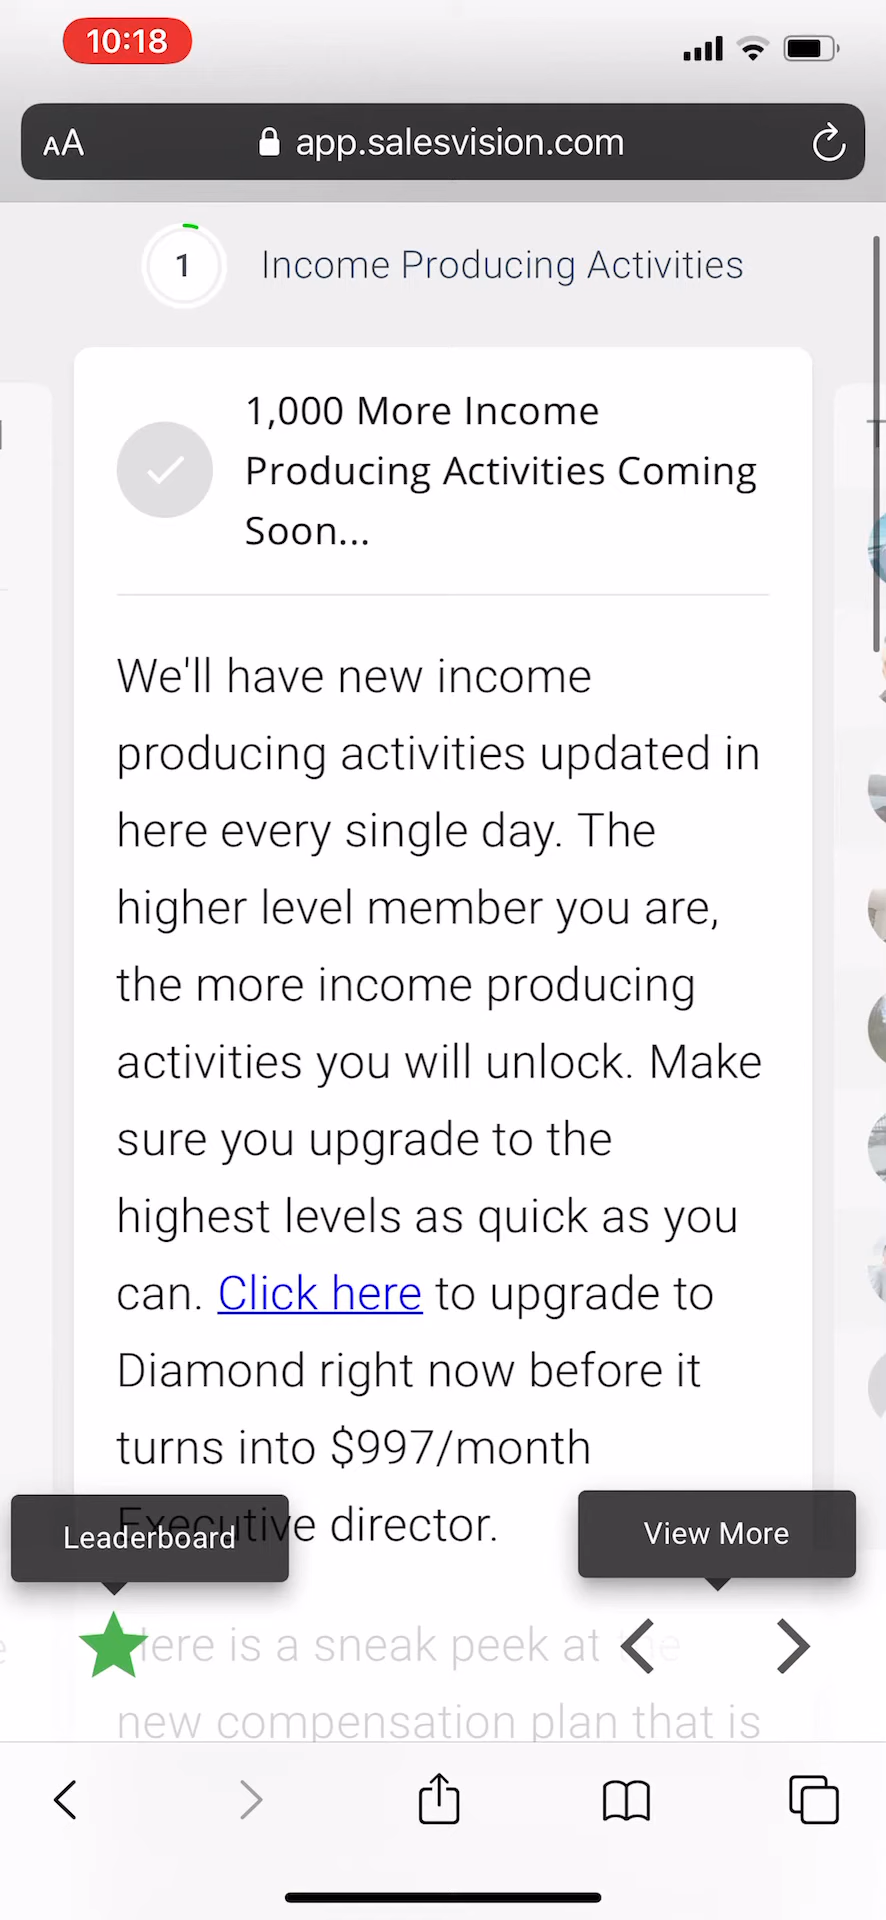 10:18
AA
app.salesvision.com
1
Income Producing Activities
1,000 More Income
Producing Activities Coming
Soon...
We'll have new income
producing activities updated in
here every single day. The
higher level member you are,
the more income producing
activities you will unlock. Make
sure you upgrade to the
highest levels as quick as you
can. Click here to upgrade to
Diamond right now before it
turns into $997/month
Executive director.
Leaderboard
View More
ere is a sneak peek at the
new compensation plan that is